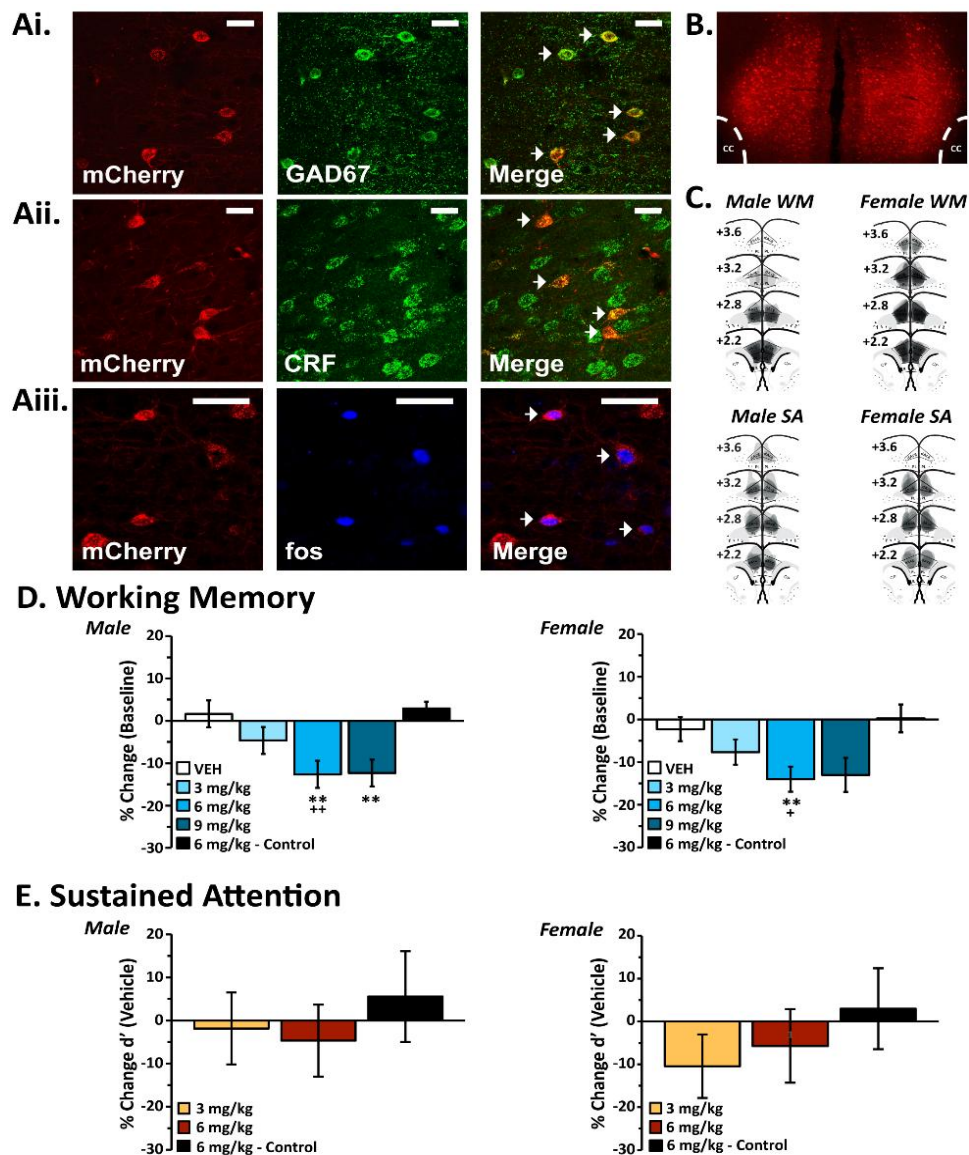 Ai.
mCherry
GAD67
Merge
Aii.
mCherry
CRF
Merge
Aiii.
mCherry
fos
Merge
B.
cc
cc
C.
Male WM
+3.6
+3.2
+2.8
+2.2
Female WM
+3.6
+3.2
+2.8
+2.2
Male SA
+3.6
+3.2
+2.8
+2.2
Female SA
+3.6
+3.2
+2.8
+2.2
D. Working Memory
Male
% Change (Baseline)
20
10
0
-10
-20
-30
VEH
3 mg/kg
6 mg/kg
9 mg/kg
6 mg/kg - Control
**
++
**
Female
% Change (Baseline)
20
10
0
-10
-20
-30
VEH
3 mg/kg
6 mg/kg
9 mg/kg
6 mg/kg - Control
**
+
E. Sustained Attention
Male
% Change d' (Vehicle)
20
10
0
-10
-20
-30
3 mg/kg
6 mg/kg
6 mg/kg - Control
Female
% Change d' (Vehicle)
20
10
0
-10
-20
-30
3 mg/kg
6 mg/kg
6 mg/kg - Control